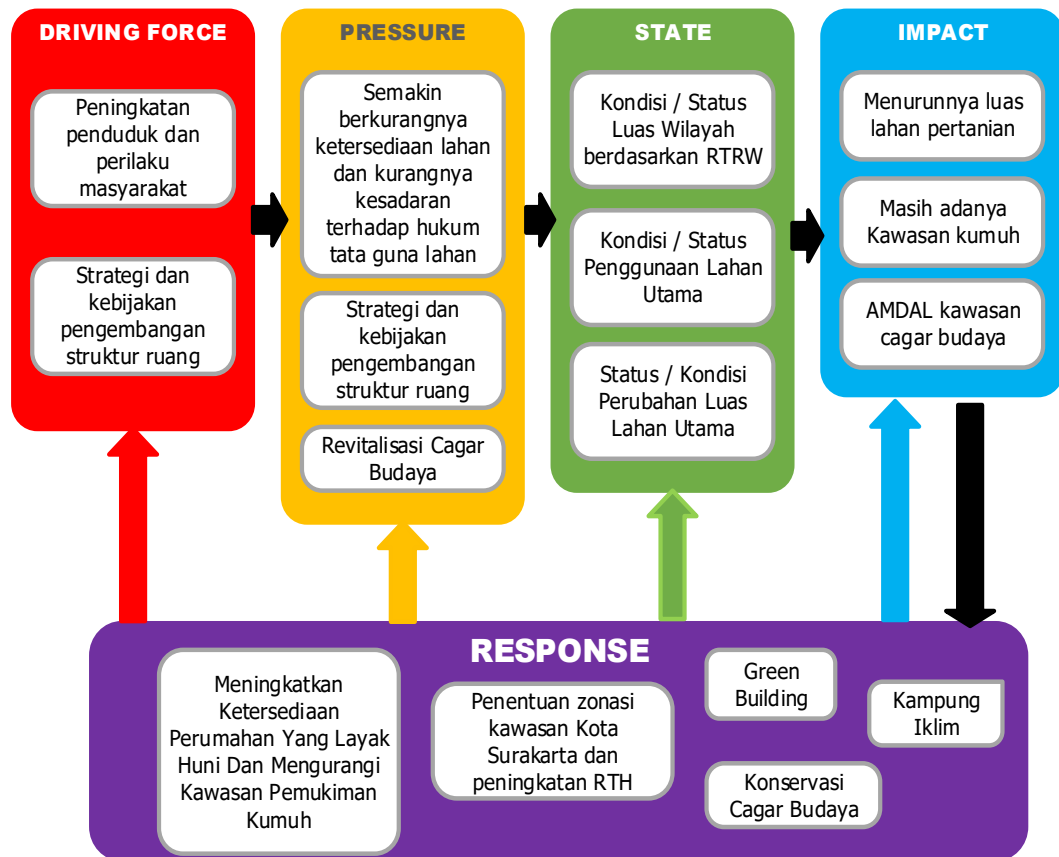 DRIVING FORCE
Peningkatan
penduduk dan
perilaku
masyarakat
Strategi dan
kebijakan
pengembangan
struktur ruang
PRESSURE
Semakin
berkurangnya
ketersediaan lahan
dan kurangnya
kesadaran
terhadap hukum
tata guna lahan
Strategi dan
kebijakan
pengembangan
struktur ruang
Revitalisasi Cagar
Budaya
STATE
Kondisi / Status
Luas Wilayah
berdasarkan RTRW
Kondisi / Status
Penggunaan Lahan
Utama
Status / Kondisi
Perubahan Luas
Lahan Utama
IMPACT
Menurunnya luas
lahan pertanian
Masih adanya
Kawasan kumuh
AMDAL kawasan
cagar budaya
RESPONSE
Meningkatkan
Ketersediaan
Perumahan Yang Layak
Huni Dan Mengurangi
Kawasan Pemukiman
Kumuh
Penentuan zonasi
kawasan Kota
Surakarta dan
peningkatan RTH
Green
Building
Konservasi
Cagar Budaya
Kampung
Iklim